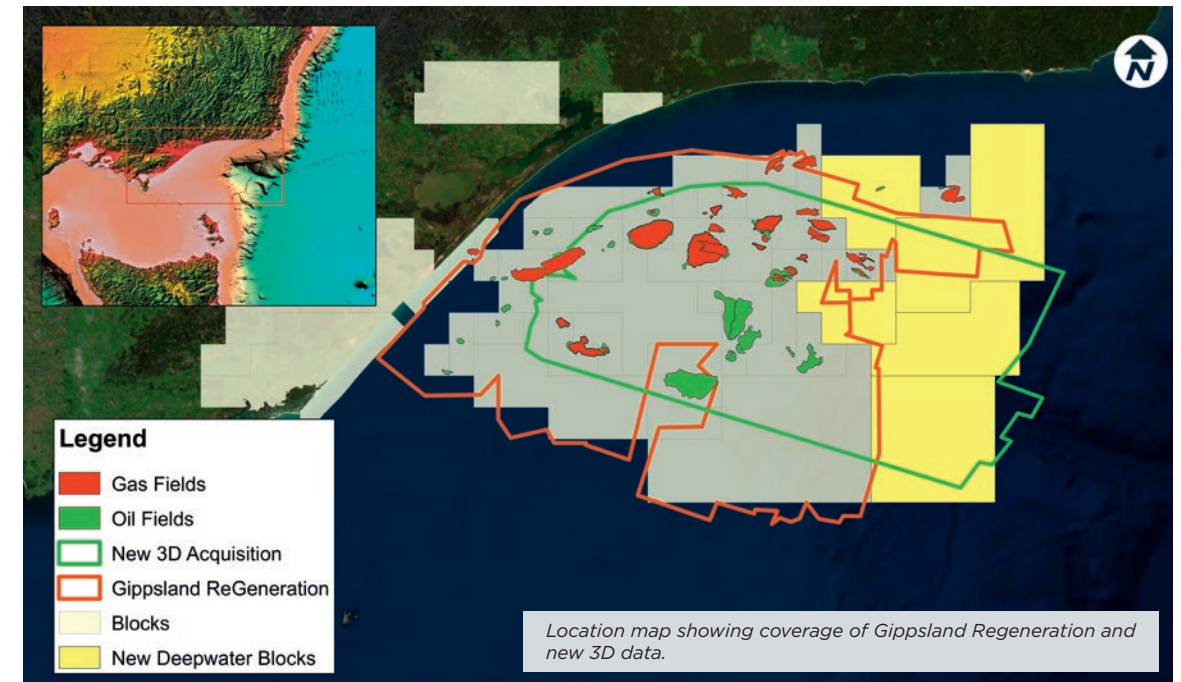 N
Legend
Gas Fields
Oil Fields
New 3D Acquisition
Gippsland ReGeneration
Blocks
New Deepwater Blocks
Location map showing coverage of Gippsland Regeneration and
new 3D data.